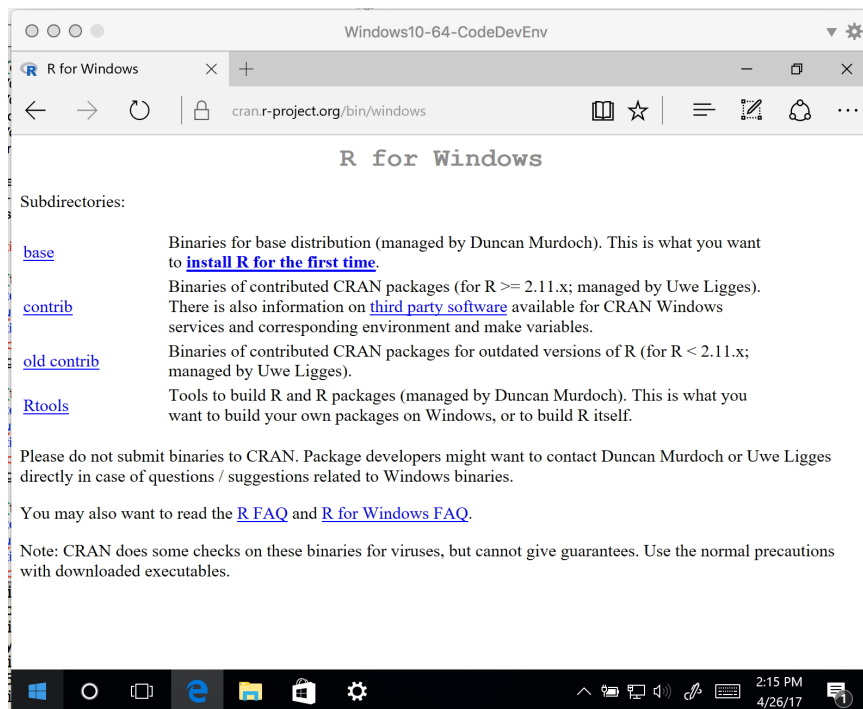 Windows10-64-CodeDevEnv
R for Windows
cran.r-project.org/bin/windows
R for Windows
Subdirectories:
base
Binaries for base distribution (managed by Duncan Murdoch). This is what you want
to install R for the first time.
contrib
Binaries of contributed CRAN packages (for R >= 2.11.x; managed by Uwe Ligges).
There is also information on third party software available for CRAN Windows
services and corresponding environment and make variables.
old contrib
Binaries of contributed CRAN packages for outdated versions of R (for R < 2.11.x;
managed by Uwe Ligges).
Rtools
Tools to build R and R packages (managed by Duncan Murdoch). This is what you
want to build your own packages on Windows, or to build R itself.
Please do not submit binaries to CRAN. Package developers might want to contact Duncan Murdoch or Uwe Ligges
directly in case of questions / suggestions related to Windows binaries.
You may also want to read the R FAQ and R for Windows FAQ.
Note: CRAN does some checks on these binaries for viruses, but cannot give guarantees. Use the normal precautions
with downloaded executables.
2:15 PM
4/26/17
1